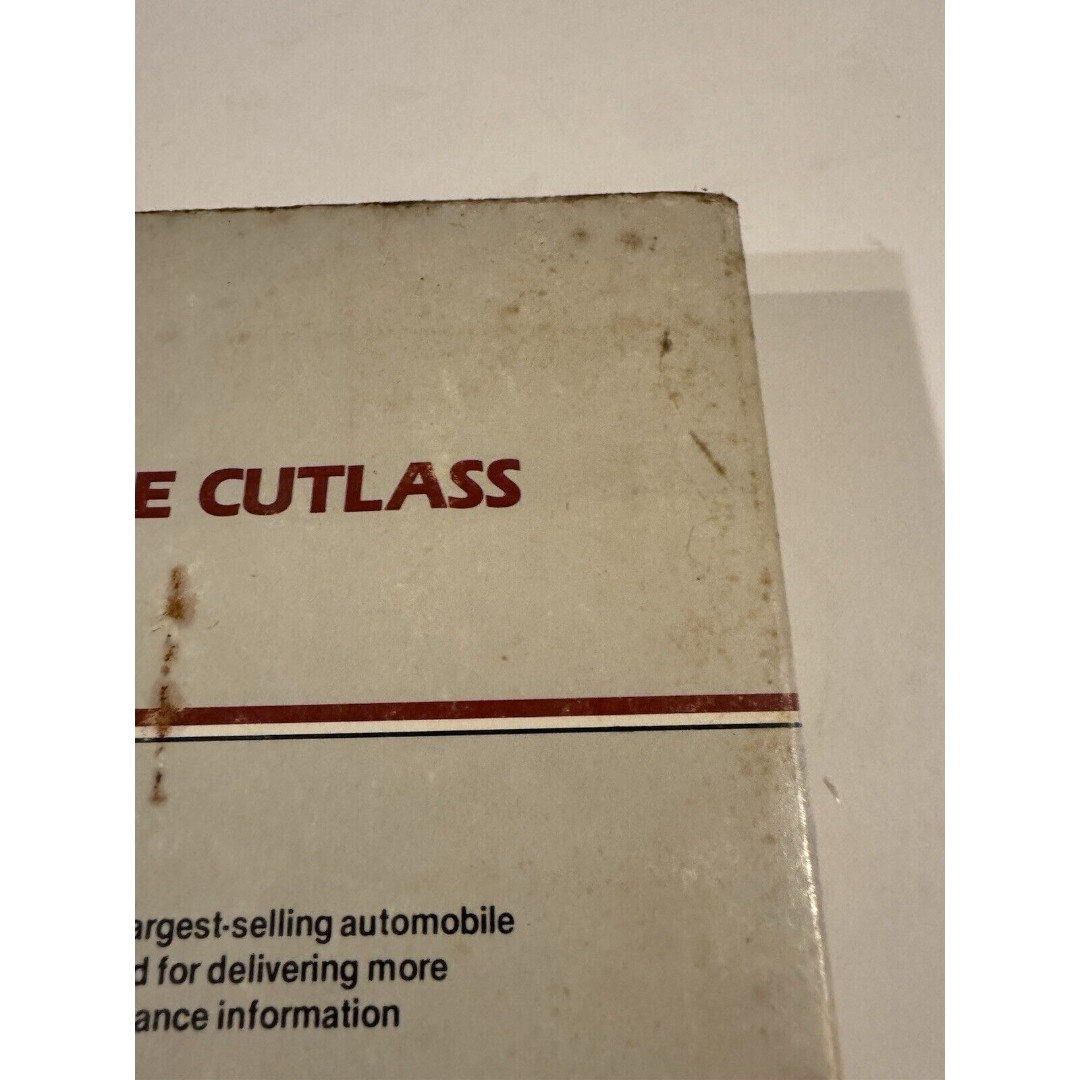 E CUTLASS
argest-selling automobile
d for delivering more
ance information